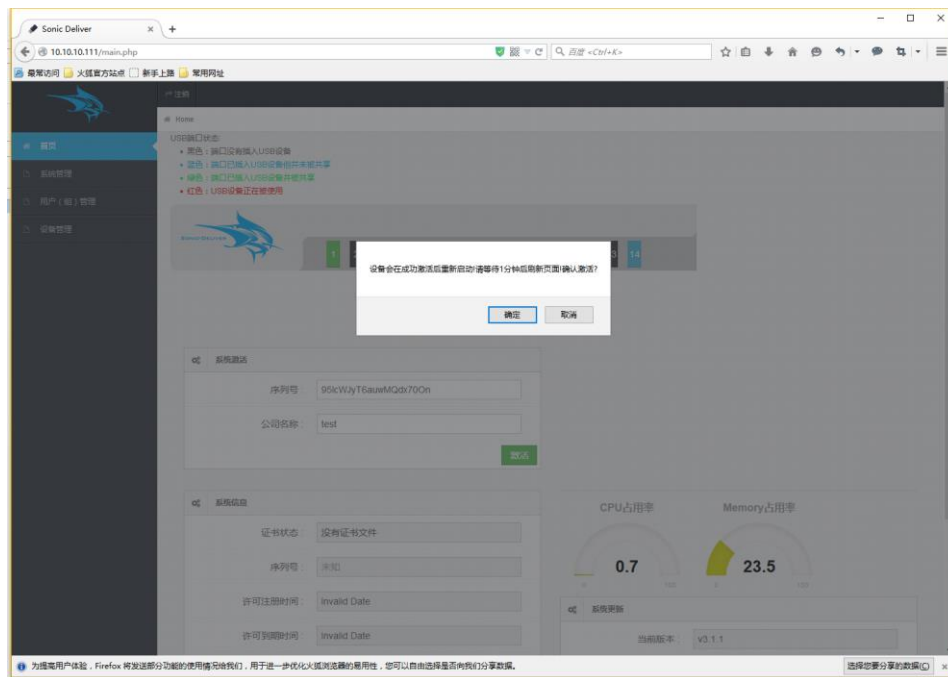 Sonic Deliver
10.10.10.111/main.php
百度 <Ctrl+K>
最常访问 火狐官方站点 新手上路 常用网址
注销
Home
首页
系统管理
用户（组）管理
设备管理
USB端口状态:
黑色：端口没有插入USB设备
蓝色：端口已插入USB设备但并未被共享
绿色：端口已插入USB设备并被共享
红色：USB设备正在被使用
SONIC DELIVER
1
14
设备会在成功激活后重新启动!请等待1分钟后刷新页面!确认激活?
确定 取消
系统激活
序列号
公司名称： test
激活
系统信息
证书状态： 没有证书文件
序列号： 未知
许可注册时间： Invalid Date
许可到期时间： Invalid Date
CPU占用率 Memory占用率
0.7 23.5
系统更新
当前版本： v3.1.1
为提高用户体验，Firefox 将发送部分功能的使用情况给我们，用于进一步优化火狐浏览器的易用性，您可以自由选择是否向我们分享数据。
选择您要分享的数据(C)